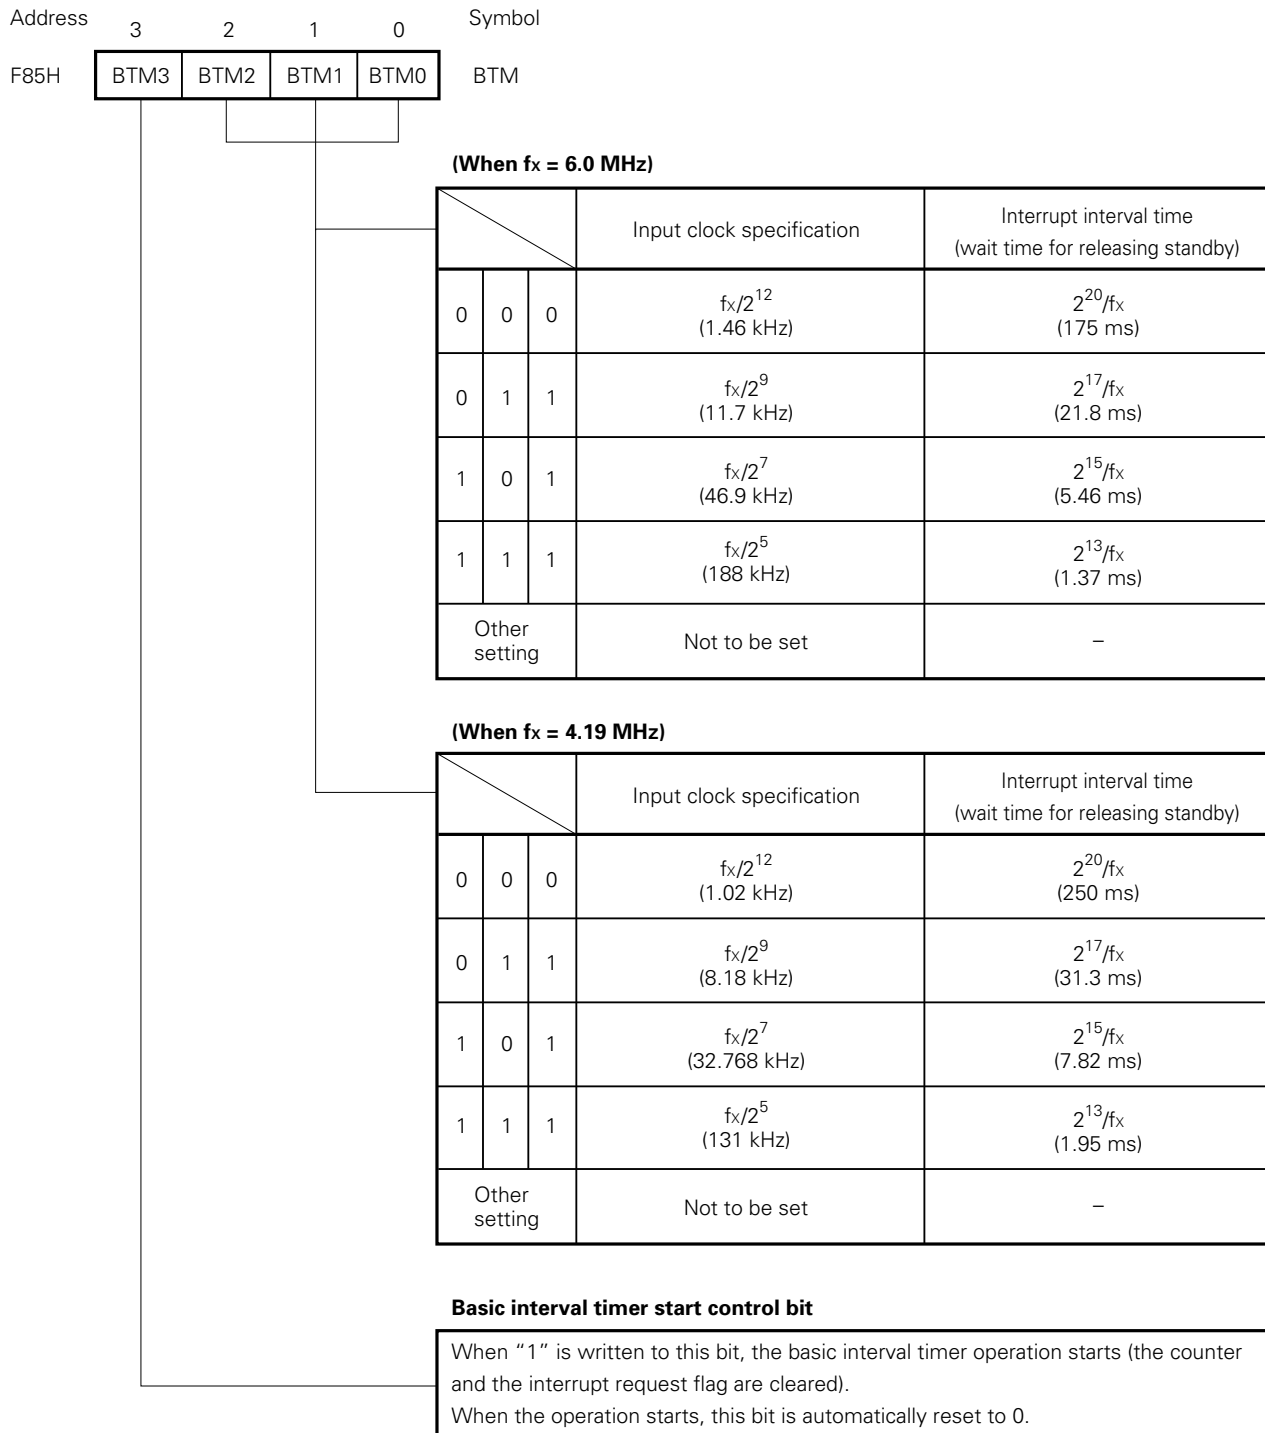 Address 3 2 1 0 Symbol
F85H BTM3 BTM2 BTM1 BTM0 BTM
(When fx = 6.0 MHz)
Input clock specification Interrupt interval time
(wait time for releasing standby)
0 0 0 fx/2^12 2^20/fx
(1.46 kHz) (175 ms)
0 1 1 fx/2^9 2^17/fx
(11.7 kHz) (21.8 ms)
1 0 1 fx/2^7 2^15/fx
(46.9 kHz) (5.46 ms)
1 1 1 fx/2^5 2^13/fx
(188 kHz) (1.37 ms)
Other
setting Not to be set –
(When fx = 4.19 MHz)
Input clock specification Interrupt interval time
(wait time for releasing standby)
0 0 0 fx/2^12 2^20/fx
(1.02 kHz) (250 ms)
0 1 1 fx/2^9 2^17/fx
(8.18 kHz) (31.3 ms)
1 0 1 fx/2^7 2^15/fx
(32.768 kHz) (7.82 ms)
1 1 1 fx/2^5 2^13/fx
(131 kHz) (1.95 ms)
Other
setting Not to be set –
Basic interval timer start control bit
When “1” is written to this bit, the basic interval timer operation starts (the counter
and the interrupt request flag are cleared).
When the operation starts, this bit is automatically reset to 0.